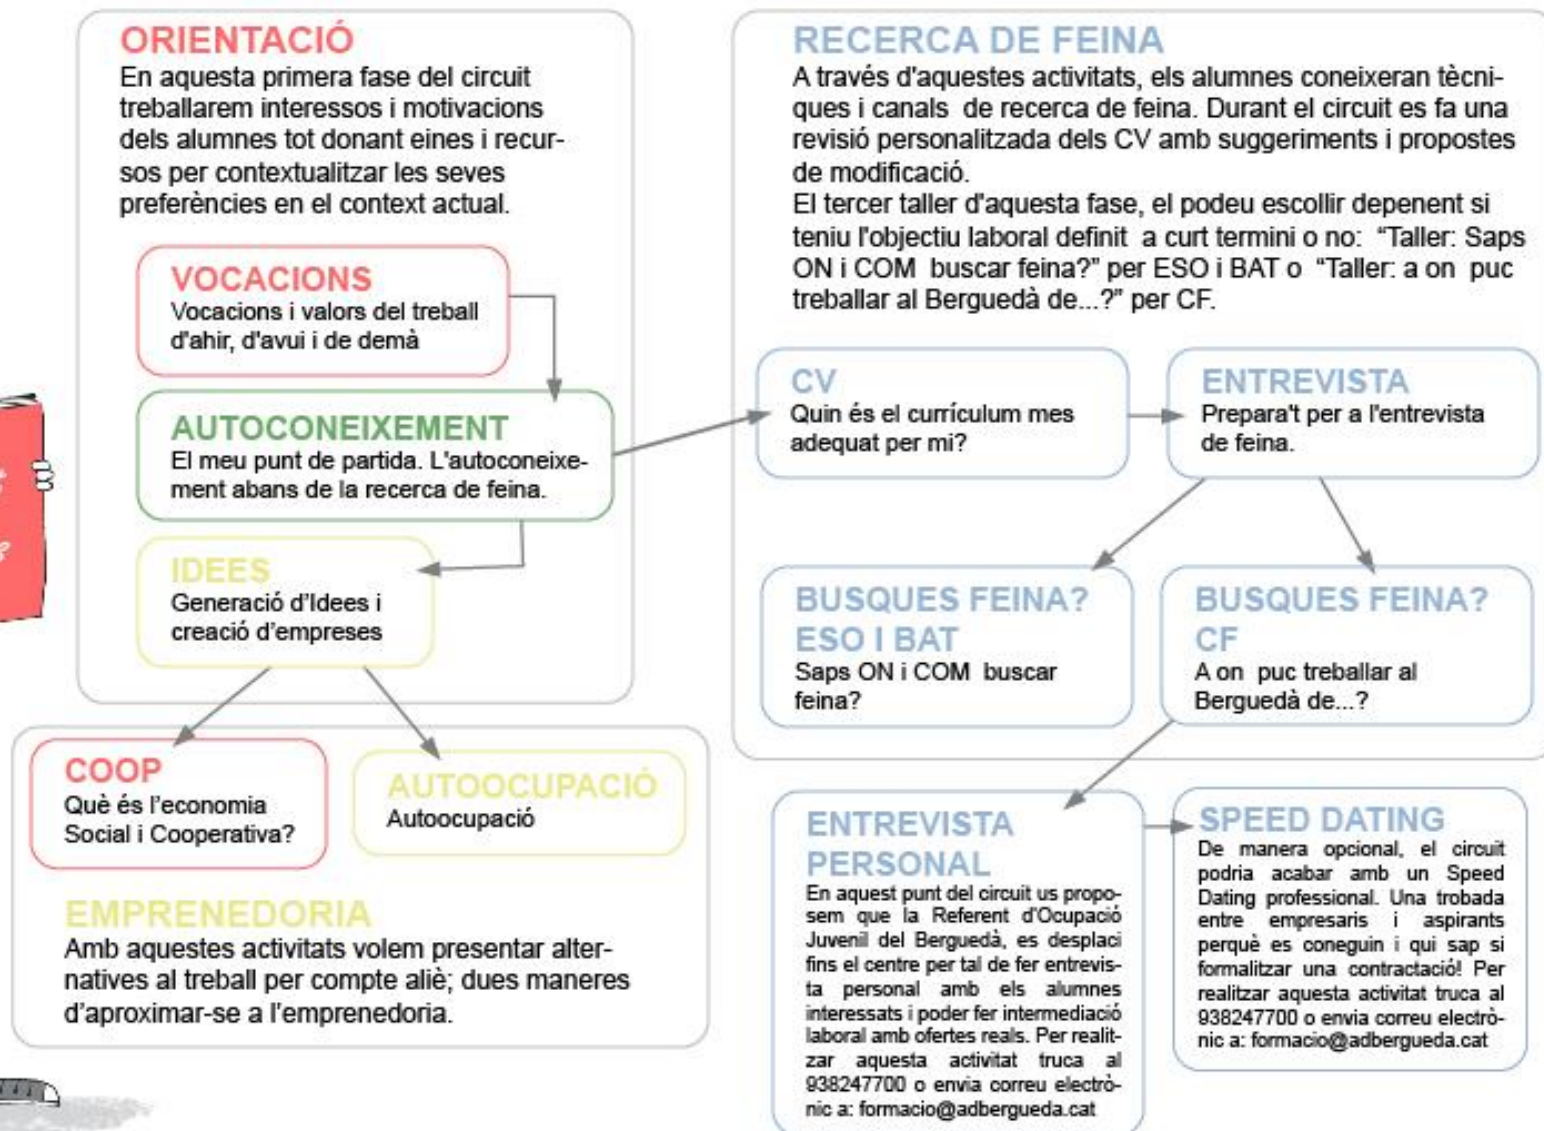 ORIENTACIÓ
En aquesta primera fase del circuit
treballarem interessos i motivacions
dels alumnes tot donant eines i recur-
sos per contextualitzar les seves
preferències en el context actual.
VOCACIONS
Vocacions i valors del treball
d'ahir, d'avui i de demà
AUTOCONEIXEMENT
El meu punt de partida. L'autoconeixe-
ment abans de la recerca de feina.
IDEES
Generació d'Idees i
creació d'empreses
COOP
Què és l'economia
Social i Cooperativa?
AUTOOCUPACIÓ
Autoocupació
EMPRENEDORIA
Amb aquestes activitats volem presentar alter-
natives al treball per compte aliè; dues maneres
d'aproximar-se a l'emprenedoria.
RECERCA DE FEINA
A través d'aquestes activitats, els alumnes coneixeran tècni-
ques i canals de recerca de feina. Durant el circuit es fa una
revisió personalitzada dels CV amb suggeriments i propostes
de modificació.
El tercer taller d'aquesta fase, el podeu escollir depenent si
teniu l'objectiu laboral definit a curt termini o no: “Taller: Saps
ON i COM buscar feina?” per ESO i BAT o “Taller: a on puc
treballar al Berguedà de...?” per CF.
CV
Quin és el currículum mes
adequat per mi?
ENTREVISTA
Prepara't per a l'entrevista
de feina.
BUSQUES FEINA?
ESO I BAT
Saps ON i COM buscar
feina?
BUSQUES FEINA?
CF
A on puc treballar al
Berguedà de...?
ENTREVISTA
PERSONAL
En aquest punt del circuit us propo-
sem que la Referent d'Ocupació
Juvenil del Berguedà, es desplaci
fins el centre per tal de fer entrevis-
ta personal amb els alumnes
interessats i poder fer intermediació
laboral amb ofertes reals. Per realit-
zar aquesta activitat truca al
938247700 o envia correu electrò-
nic a: formacio@adbergueda.cat
SPEED DATING
De manera opcional, el circuit
podria acabar amb un Speed
Dating professional. Una trobada
entre empresaris i aspirants
perquè es coneguin i qui sap si
formalitzar una contractació! Per
realitzar aquesta activitat truca al
938247700 o envia correu electrò-
nic a: formacio@adbergueda.cat